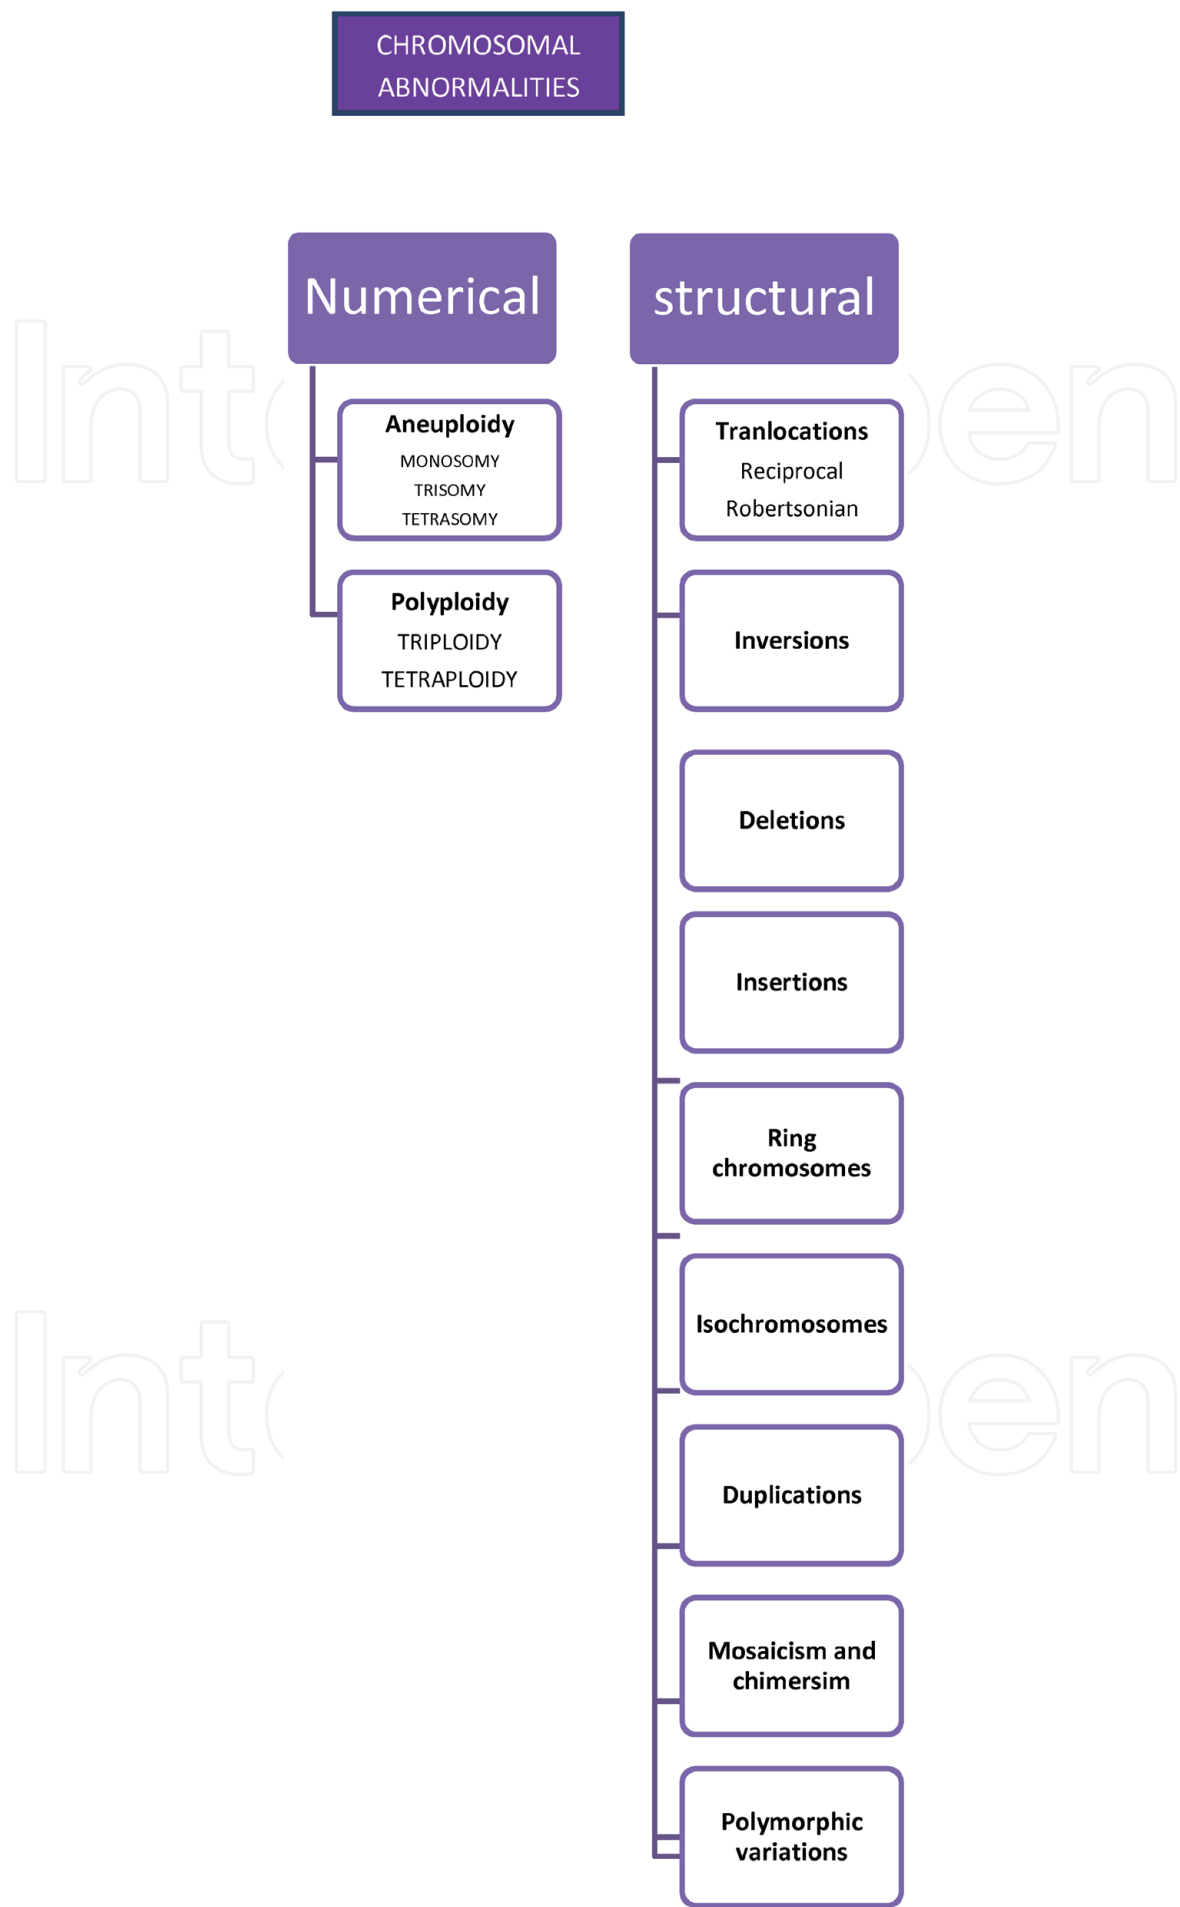 CHROMOSOMAL
ABNORMALITIES
Numerical
Aneuploidy
MONOSOMY
TRISOMY
TETRASOMY
Polyploidy
TRIPLOIDY
TETRAPLOIDY
structural
Tranlocations
Reciprocal
Robertsonian
Inversions
Deletions
Insertions
Ring
chromosomes
Isochromosomes
Duplications
Mosaicism and
chimersim
Polymorphic
variations